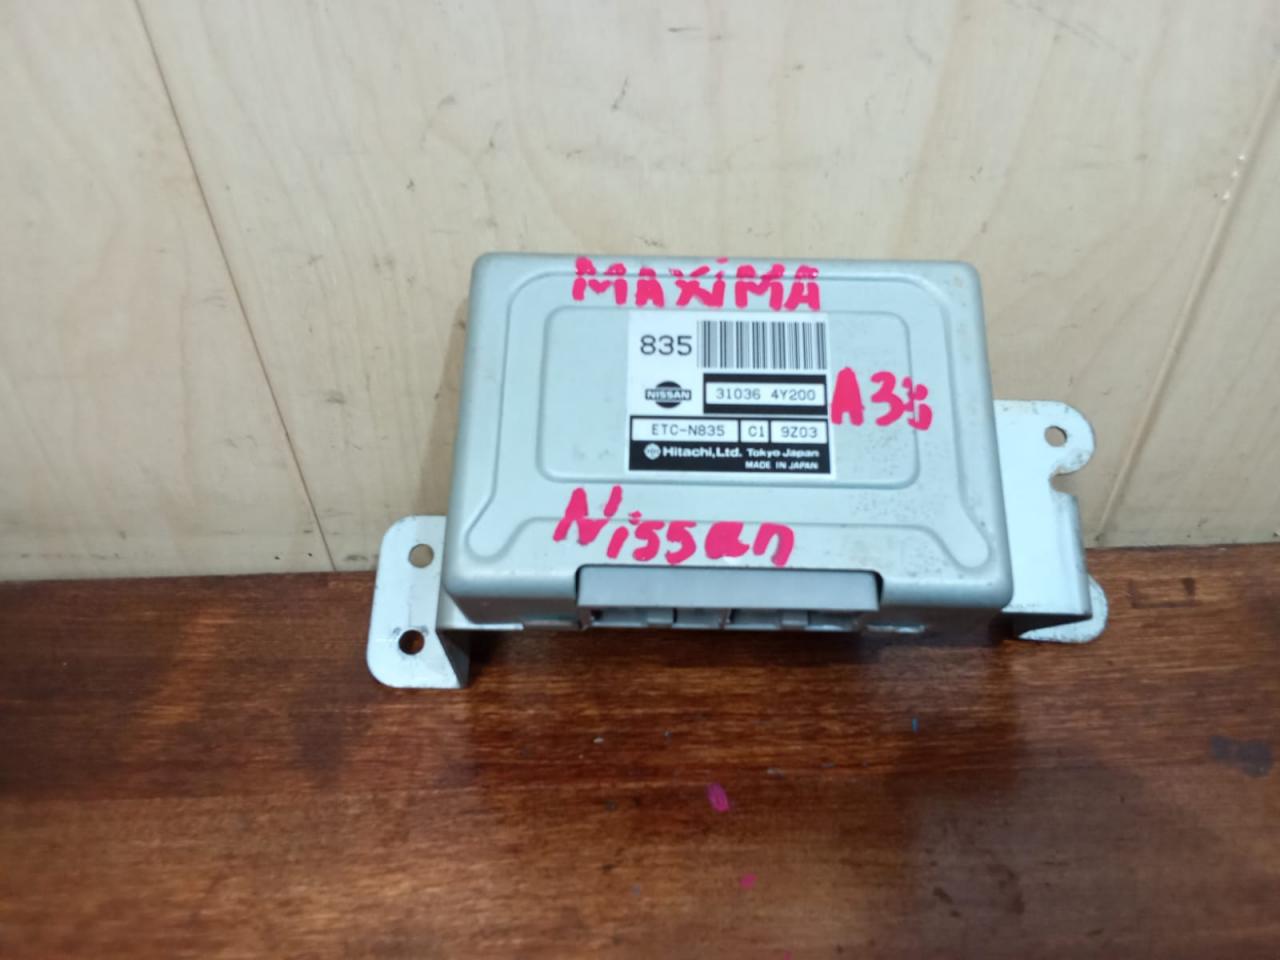 MAXiMA
835
NISSAN
31036 4Y200
A33
ETC-N835 C1 9Z03
Hitachi,Ltd. Tokyo Japan
MADE IN JAPAN
Nissan